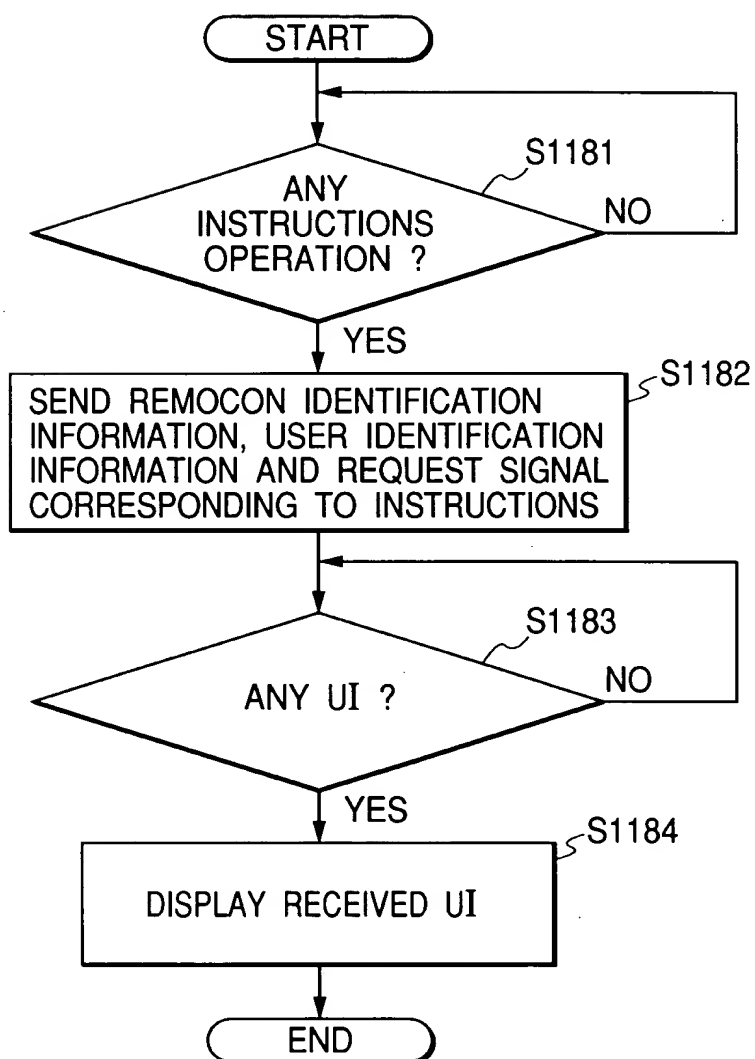 START
S1181
ANY
INSTRUCTIONS
OPERATION ?
NO
YES
S1182
SEND REMOCON IDENTIFICATION
INFORMATION, USER IDENTIFICATION
INFORMATION AND REQUEST SIGNAL
CORRESPONDING TO INSTRUCTIONS
S1183
ANY UI ?
NO
YES
S1184
DISPLAY RECEIVED UI
END